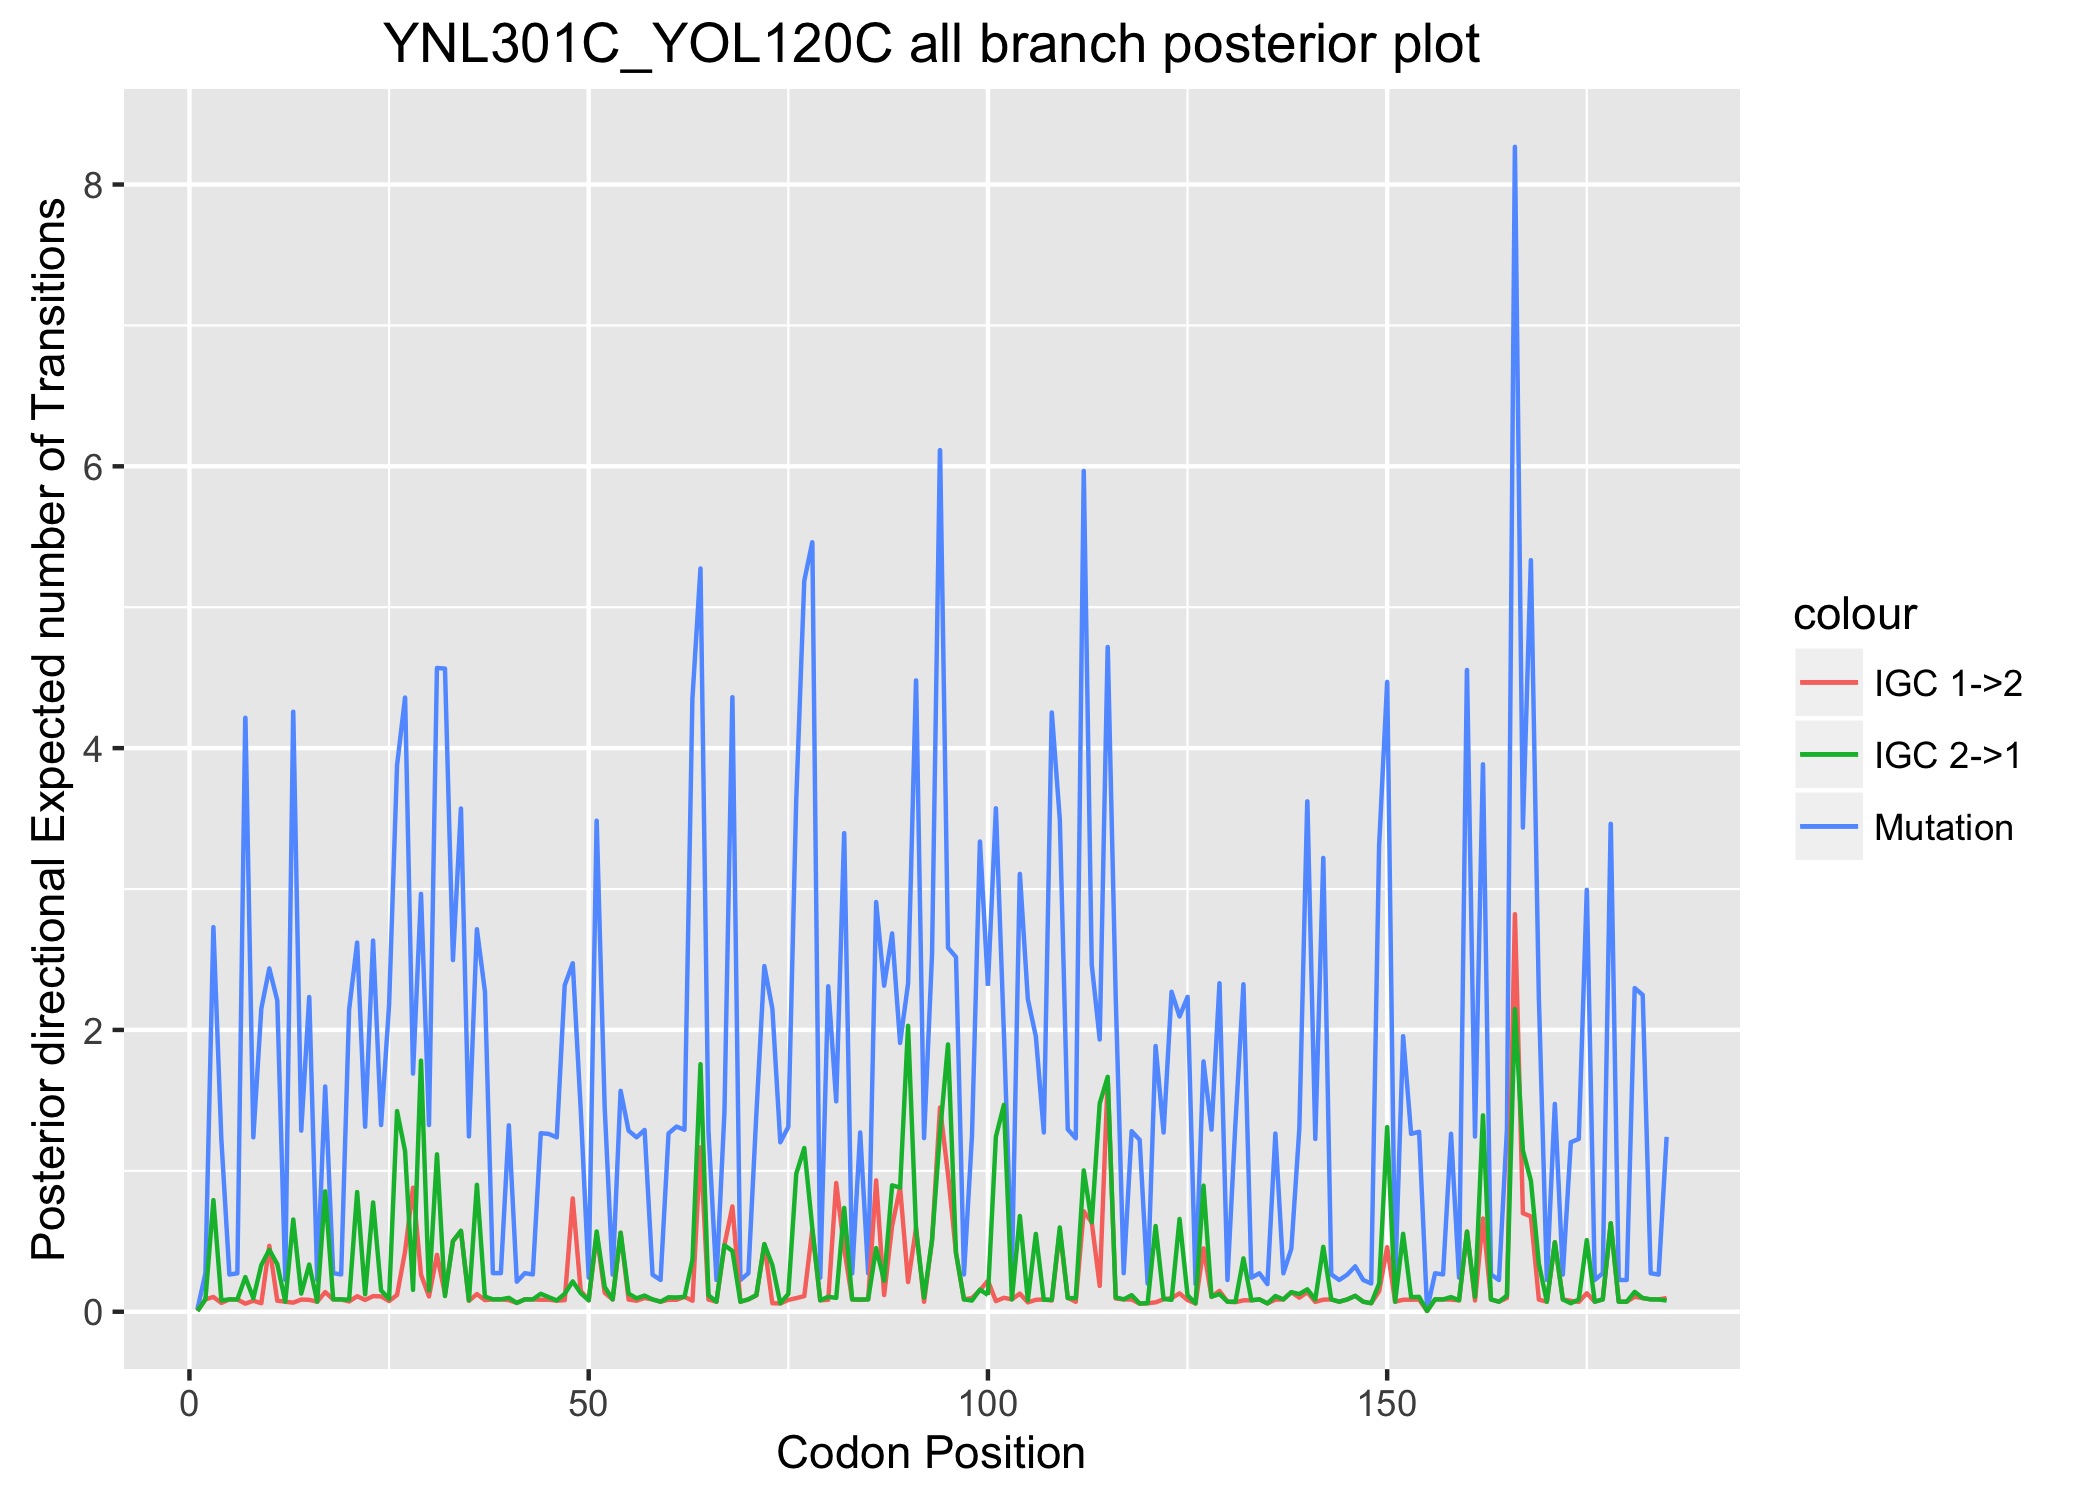 YNL301C_YOL120C all branch posterior plot
Posterior directional Expected number of Transitions
8
6
4
2
0
0 50 100 150
Codon Position
colour
IGC 1->2
IGC 2->1
Mutation